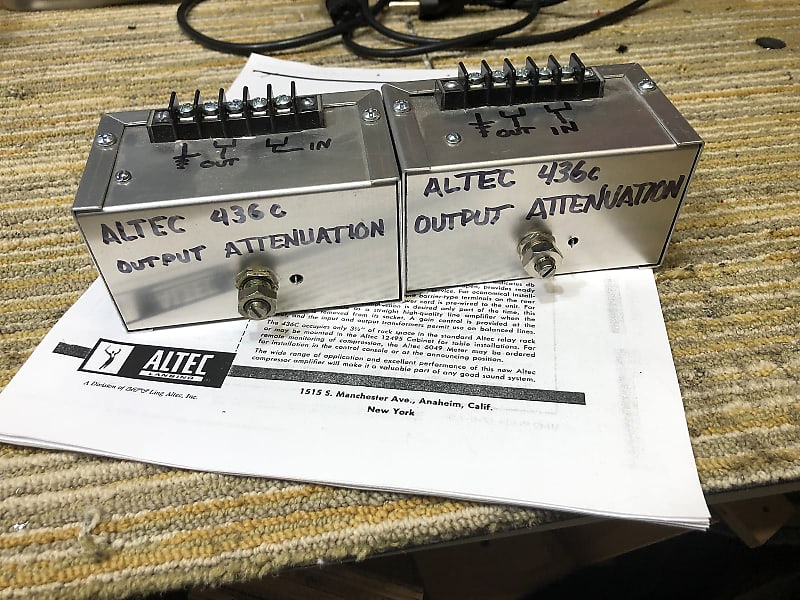 OUT
IN
ALTEC 436C
OUTPUT ATTENUATION
OUT IN
ALTEC 436C
OUTPUT ATTENUATION
The 436C occupies only 3½" of rack space in the standard Altec relay rack
or may be mounted in the Altec 12495 Cabinet for table installations. For
remote monitoring of compression, the Altec 6049 Meter may be ordered
for installation in the control console or at the announcing position.
The wide range of application and excellent performance of this new Altec
compressor amplifier will make it a valuable part of any good sound system.
ALTEC
LANSING
A Division of Ling Altec, Inc.
1515 S. Manchester Ave., Anaheim, Calif.
New York